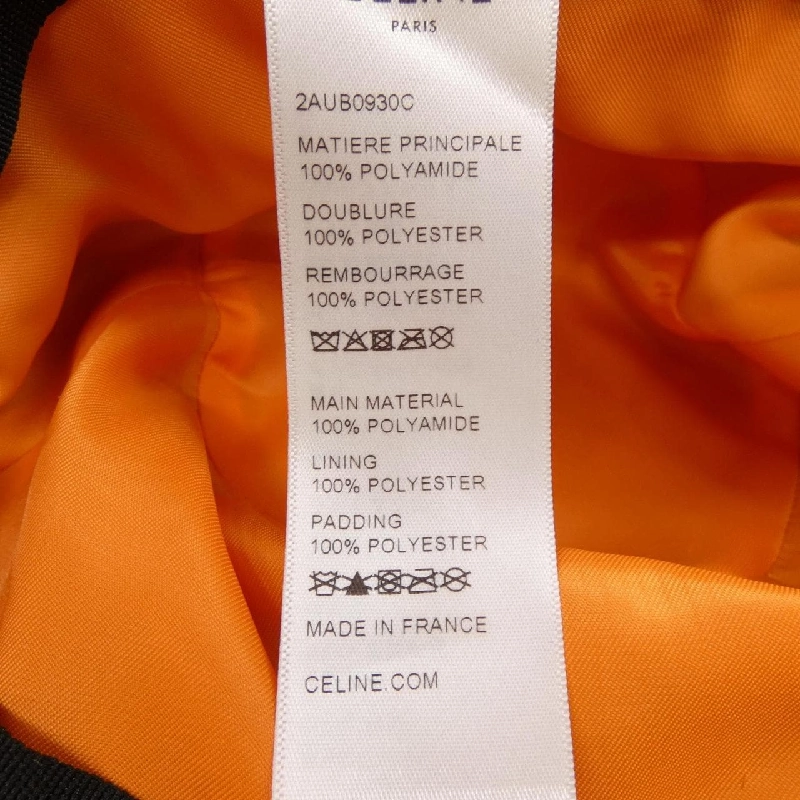 PARIS
2AUB0930C
MATIERE PRINCIPALE
100% POLYAMIDE
DOUBLURE
100% POLYESTER
REMBOURRAGE
100% POLYESTER
MAIN MATERIAL
100% POLYAMIDE
LINING
100% POLYESTER
PADDING
100% POLYESTER
MADE IN FRANCE
CELINE.COM